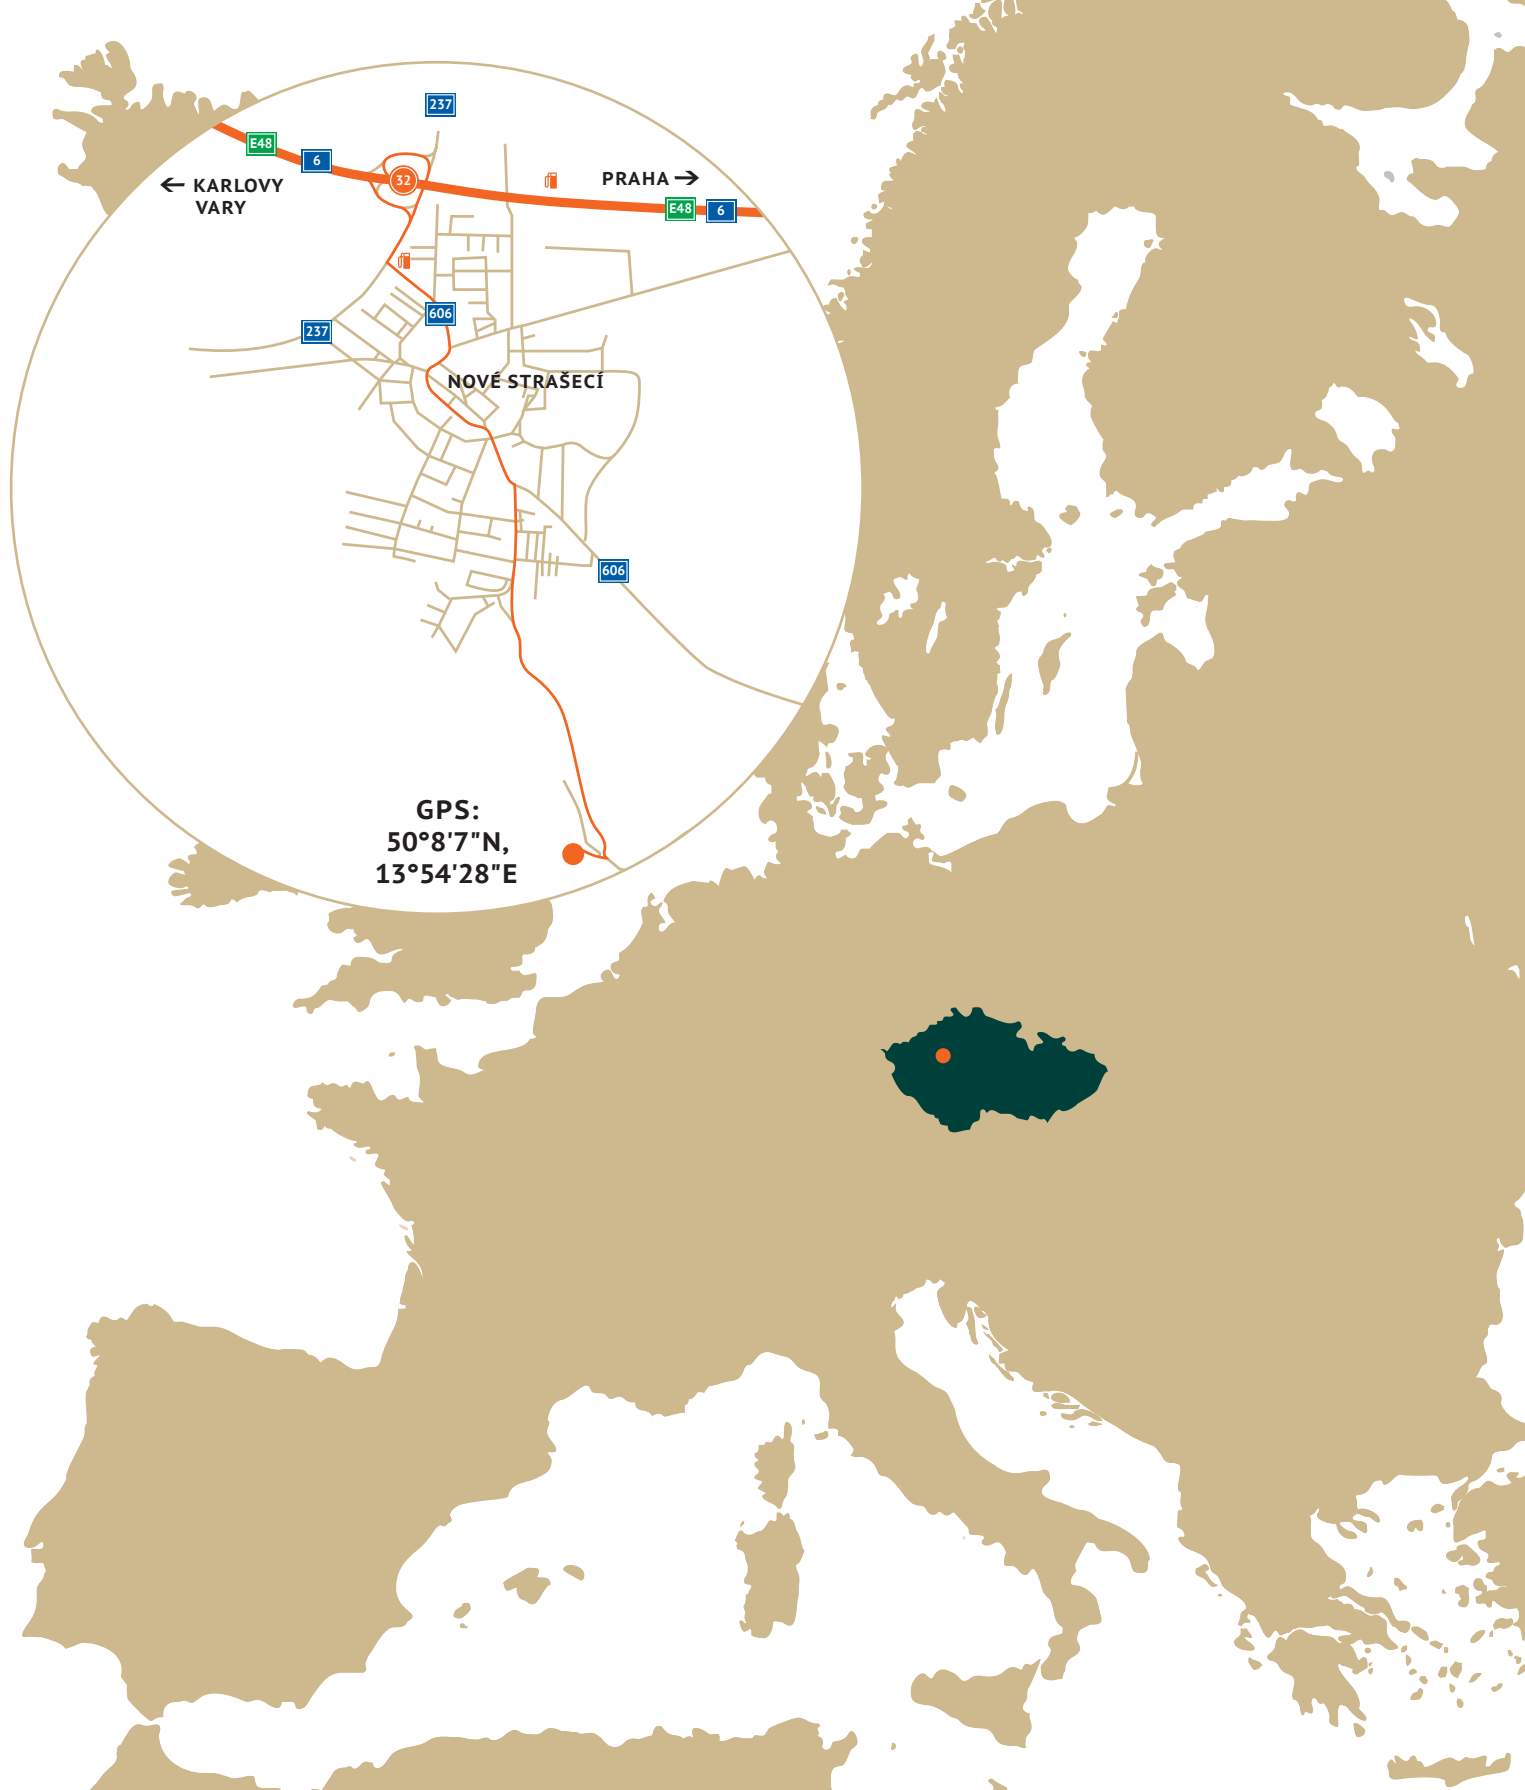 237
E48
6
← KARLOVY
VARY
32
PRAHA →
E48
6
606
237
NOVÉ STRAŠECÍ
606
GPS:
50°8'7"N,
13°54'28"E